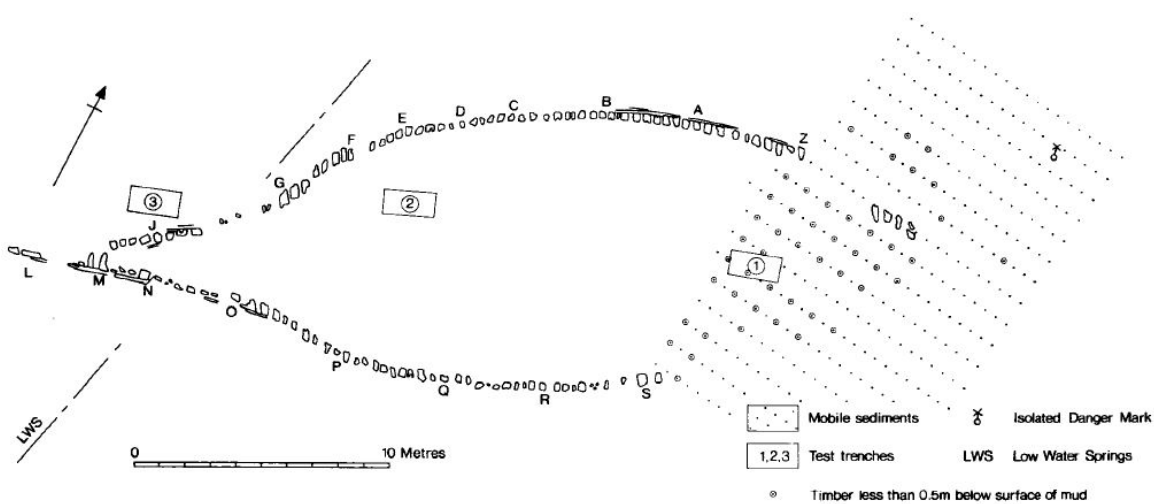 B
A
C
D
E
Z
F
G
3
2
J
L
M
N
1
O
P
Q
R
S
LWS
0 10 Metres
Mobile sediments
Isolated Danger Mark
1,2,3 Test trenches
LWS Low Water Springs
Timber less than 0.5m below surface of mud